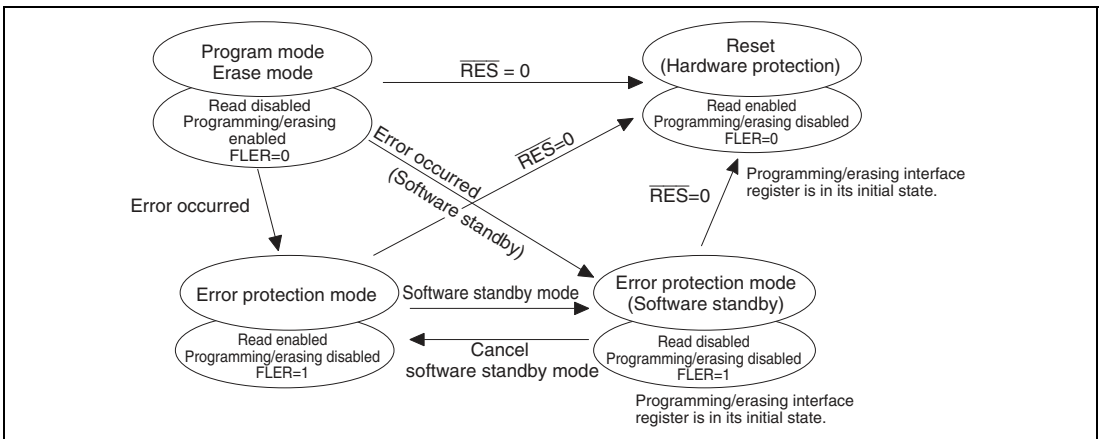 Program mode
Erase mode
Read disabled
Programming/erasing
enabled
FLER=0
RES = 0
Reset
(Hardware protection)
Read enabled
Programming/erasing disabled
FLER=0
Programming/erasing interface
register is in its initial state.
Error occurred
Error occurred
(Software standby)
RES=0
RES=0
Error protection mode
Read enabled
Programming/erasing disabled
FLER=1
Software standby mode
Cancel
software standby mode
Error protection mode
(Software standby)
Read disabled
Programming/erasing disabled
FLER=1
Programming/erasing interface
register is in its initial state.